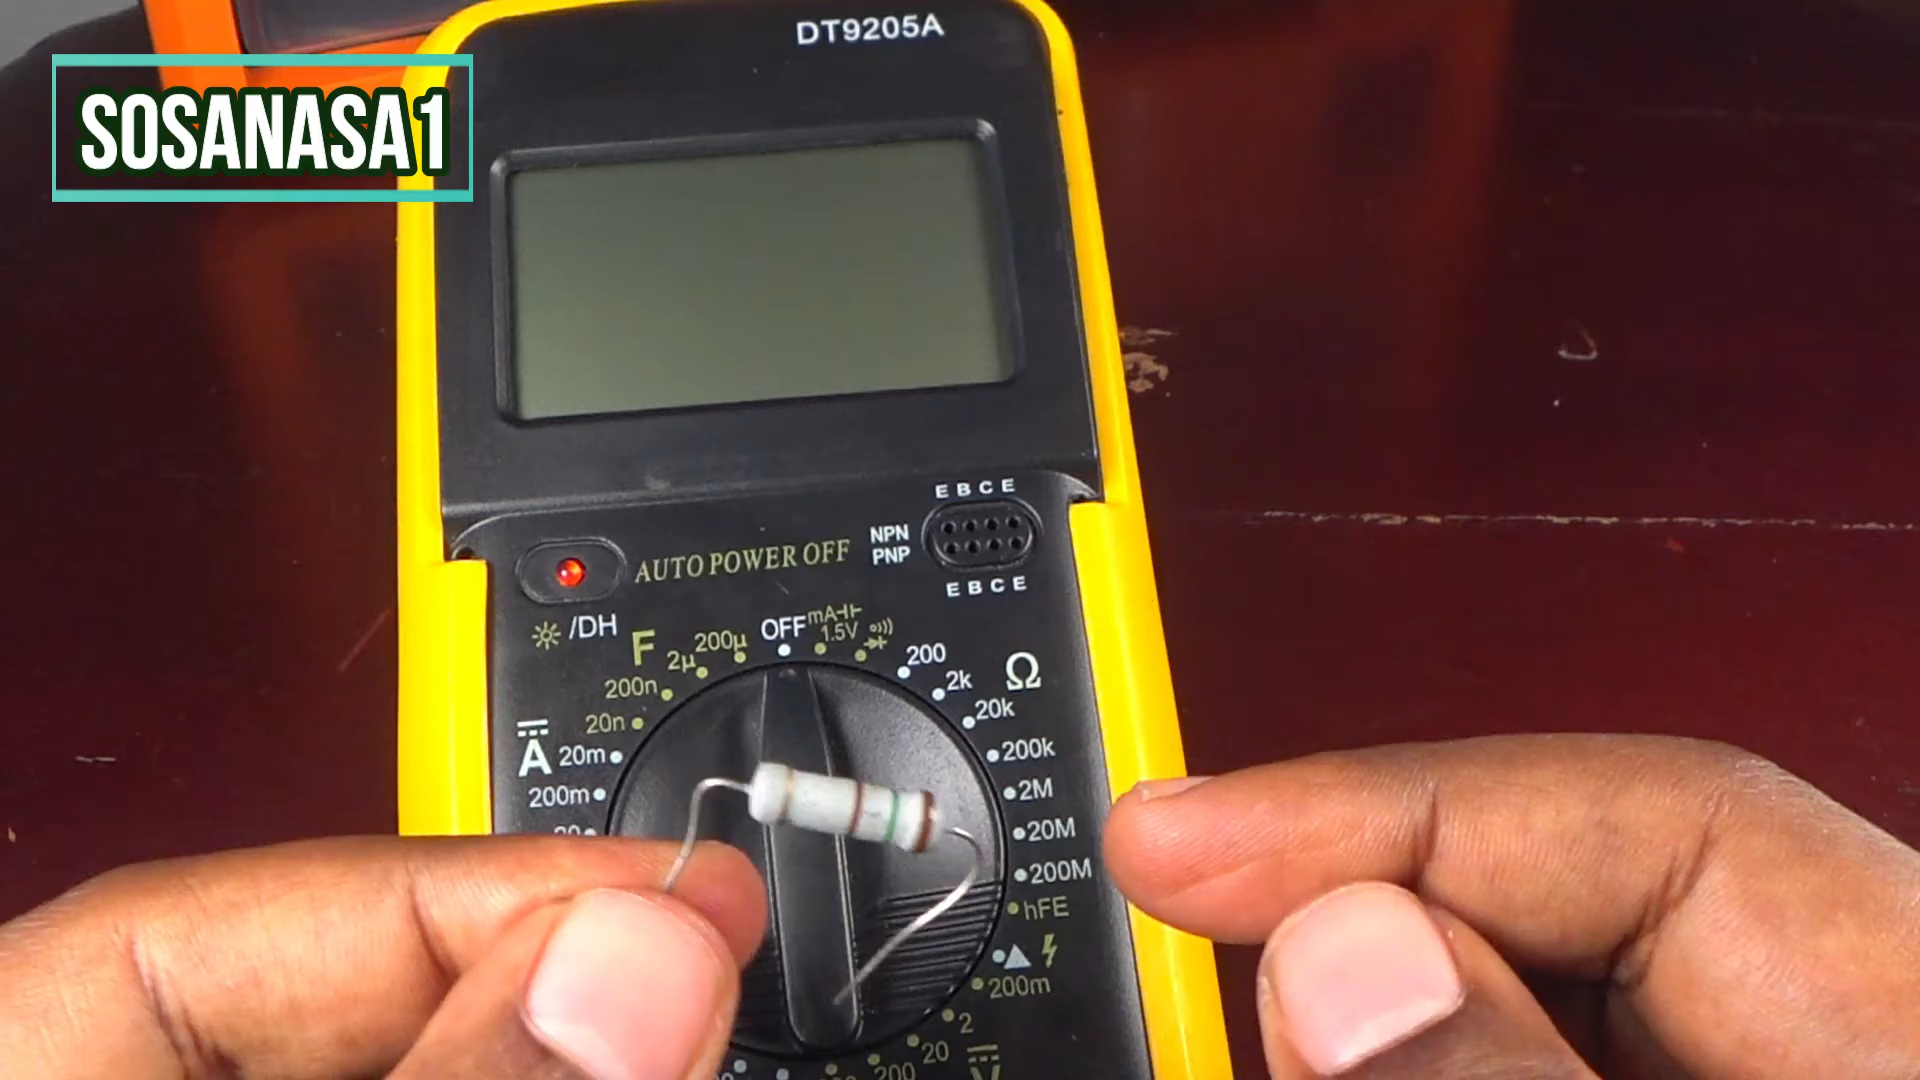 DT9205A
SOSANASA1
E B C E
NPN
PNP
E B C E
AUTO POWER OFF
/DH
F
2µ
200µ
OFF
mA
1.5V
200
2k
Ω
20k
200k
2M
20M
200M
hFE
200m
2
20
200
V
200n
20n
A
20m
200m